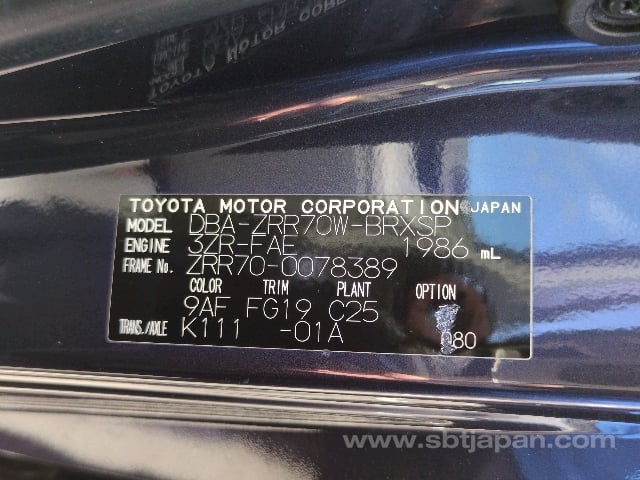 TOYOTA MOTOR CORPORATION JAPAN
MODEL DBA-ZRR70W-BRXSP
ENGINE 3ZR-FAE 1986 mL
FRAME No. ZRR70-0078389
COLOR TRIM PLANT OPTION
9AF FG19 C25
TRANS./AXLE K111 -01A 080
www.sbtjapan.com